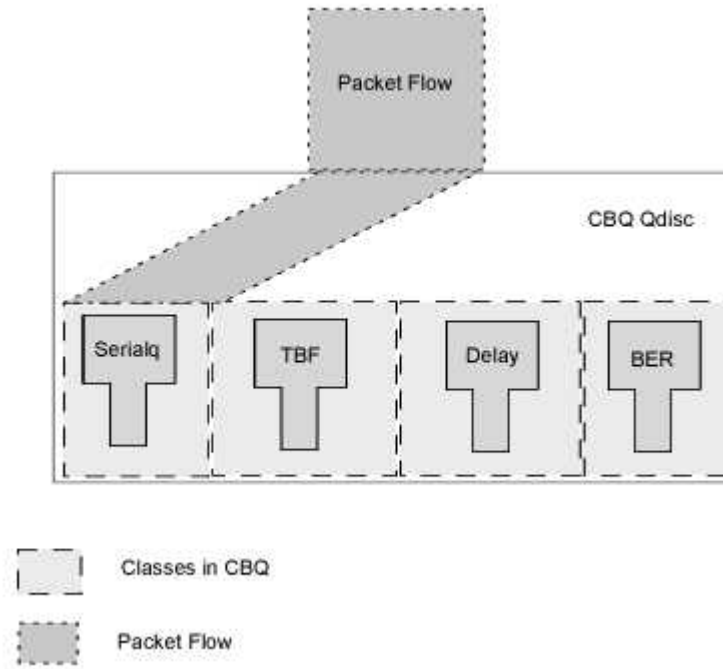 Packet Flow
CBQ Qdisc
Serialq
TBF
Delay
BER
Classes in CBQ
Packet Flow